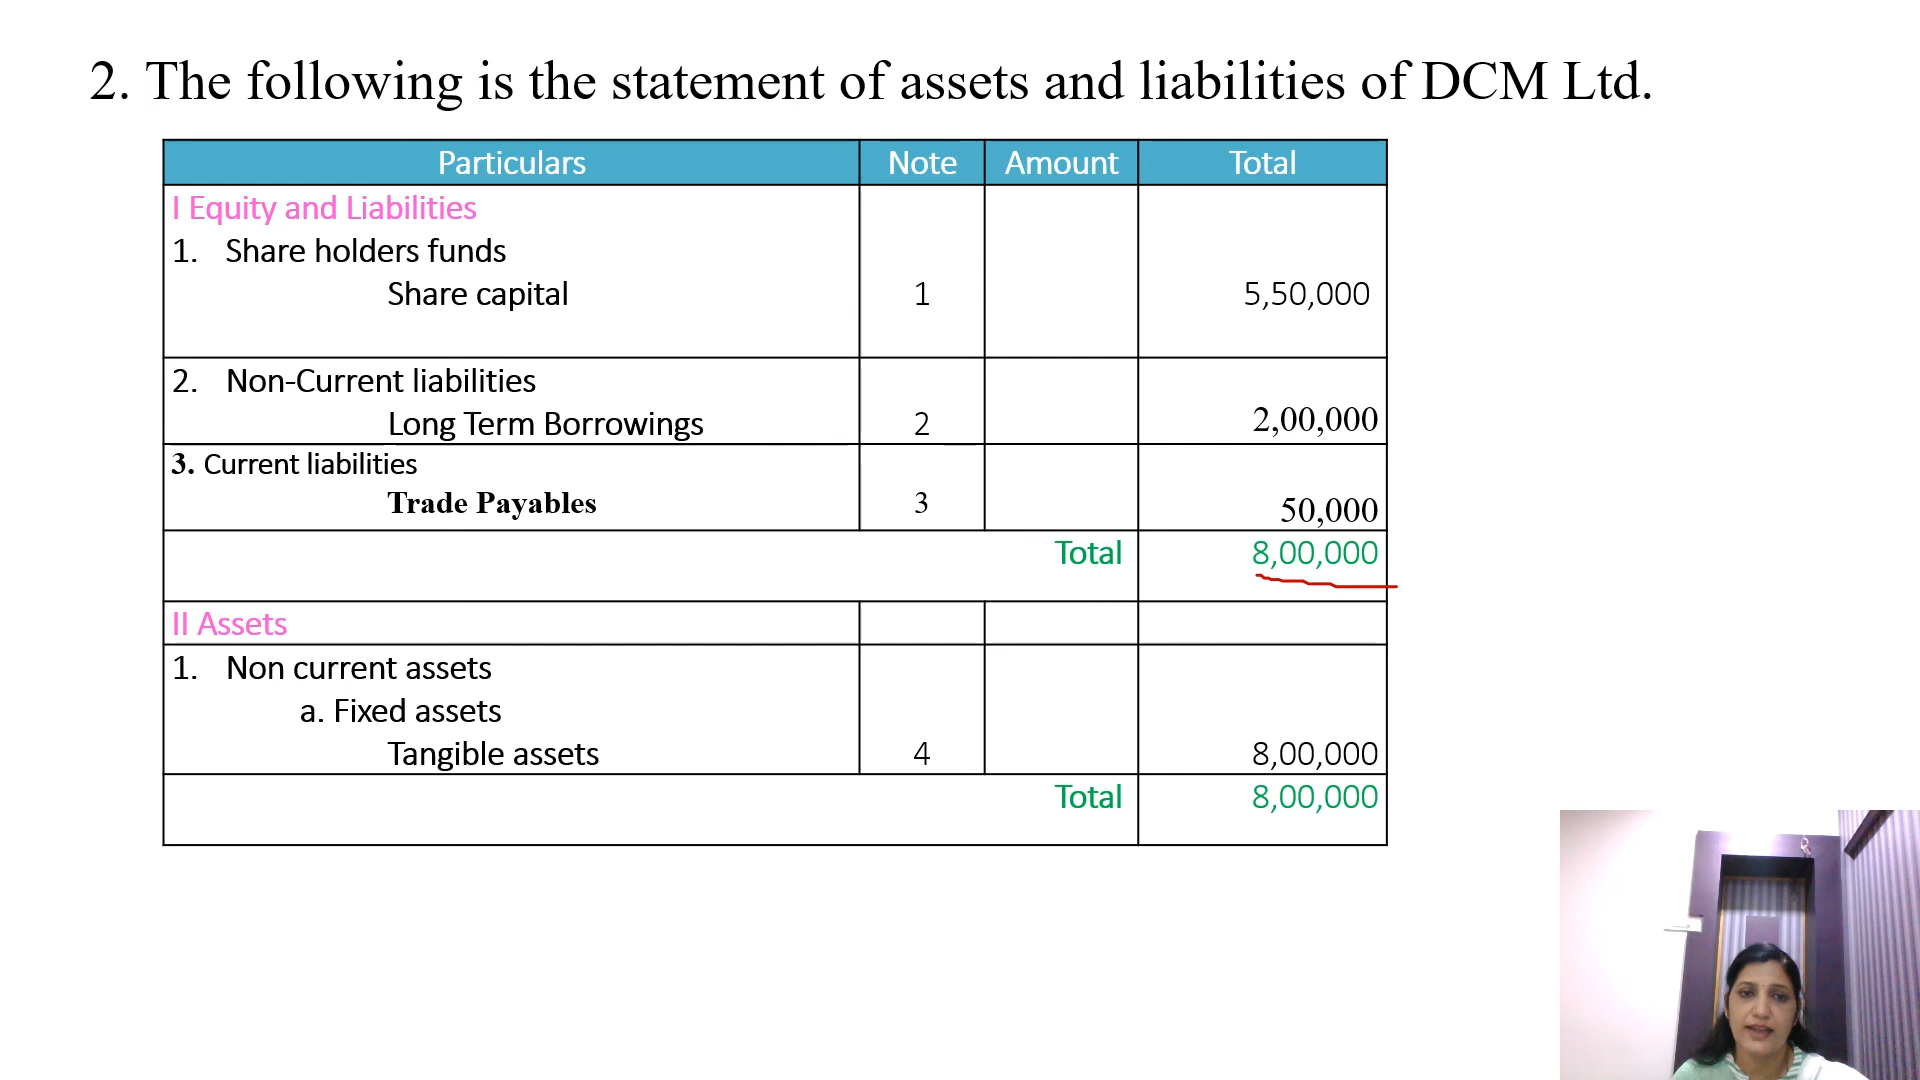 2. The following is the statement of assets and liabilities of DCM Ltd.
Particulars Note Amount Total
I Equity and Liabilities
1. Share holders funds
Share capital 1 5,50,000
2. Non-Current liabilities
Long Term Borrowings 2 2,00,000
3. Current liabilities
Trade Payables 3 50,000
Total 8,00,000
II Assets
1. Non current assets
a. Fixed assets
Tangible assets 4 8,00,000
Total 8,00,000